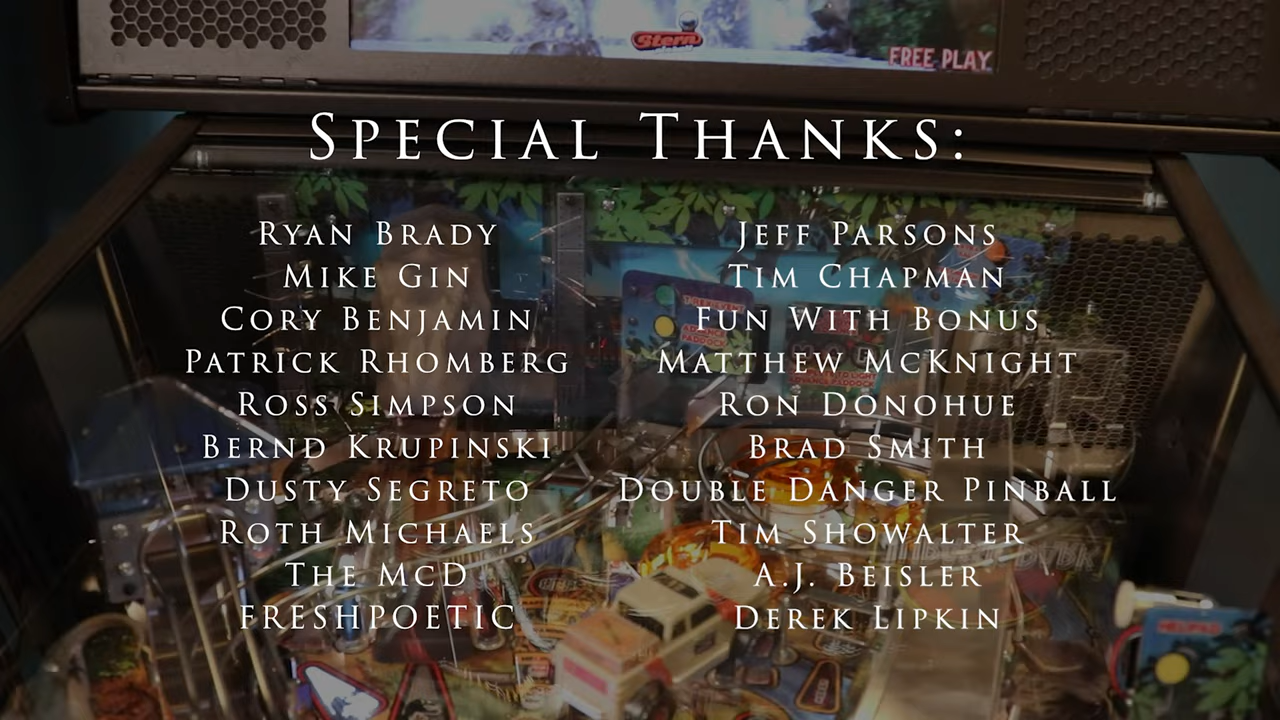 Stern
FREE PLAY
SPECIAL THANKS:
RYAN BRADY
MIKE GIN
CORY BENJAMIN
PATRICK RHOMBERG
ROSS SIMPSON
BERND KRUPINSKI
DUSTY SEGRETO
ROTH MICHAELS
THE MCD
FRESHPOETIC
JEFF PARSONS
TIM CHAPMAN
FUN WITH BONUS
MATTHEW MCKNIGHT
RON DONOHUE
BRAD SMITH
DOUBLE DANGER PINBALL
TIM SHOWALTER
A.J. BEISLER
DEREK LIPKIN
ADVANCE
PADDOCK